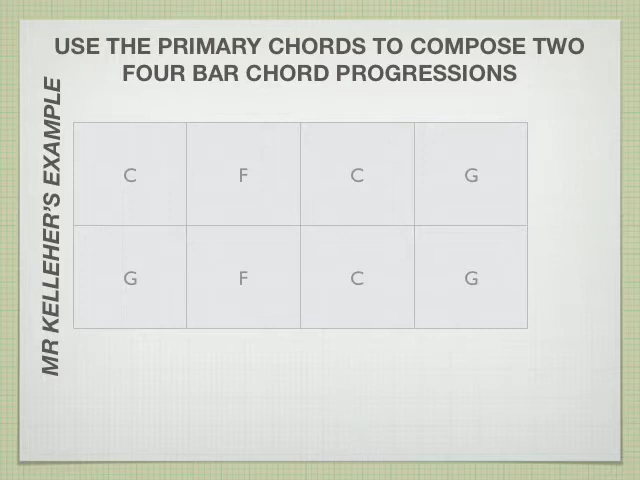 USE THE PRIMARY CHORDS TO COMPOSE TWO
FOUR BAR CHORD PROGRESSIONS
MR KELLEHER'S EXAMPLE
C F C G
G F C G